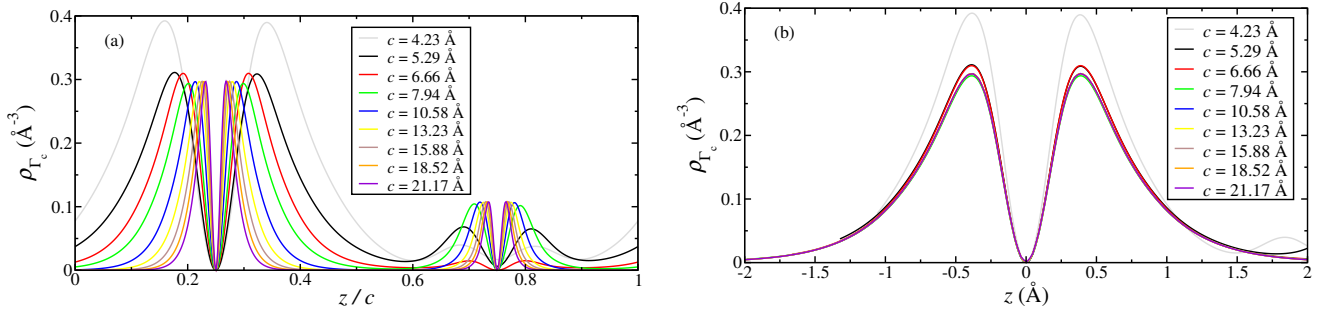 (a)
ρΓc (Å-3)
0.4
0.3
0.2
0.1
0
c = 4.23 Å
c = 5.29 Å
c = 6.66 Å
c = 7.94 Å
c = 10.58 Å
c = 13.23 Å
c = 15.88 Å
c = 18.52 Å
c = 21.17 Å
0 0.2 0.4 0.6 0.8 1
z / c
(b)
ρΓc (Å-3)
0.4
0.3
0.2
0.1
0
c = 4.23 Å
c = 5.29 Å
c = 6.66 Å
c = 7.94 Å
c = 10.58 Å
c = 13.23 Å
c = 15.88 Å
c = 18.52 Å
c = 21.17 Å
-2 -1.5 -1 -0.5 0 0.5 1 1.5 2
z (Å)